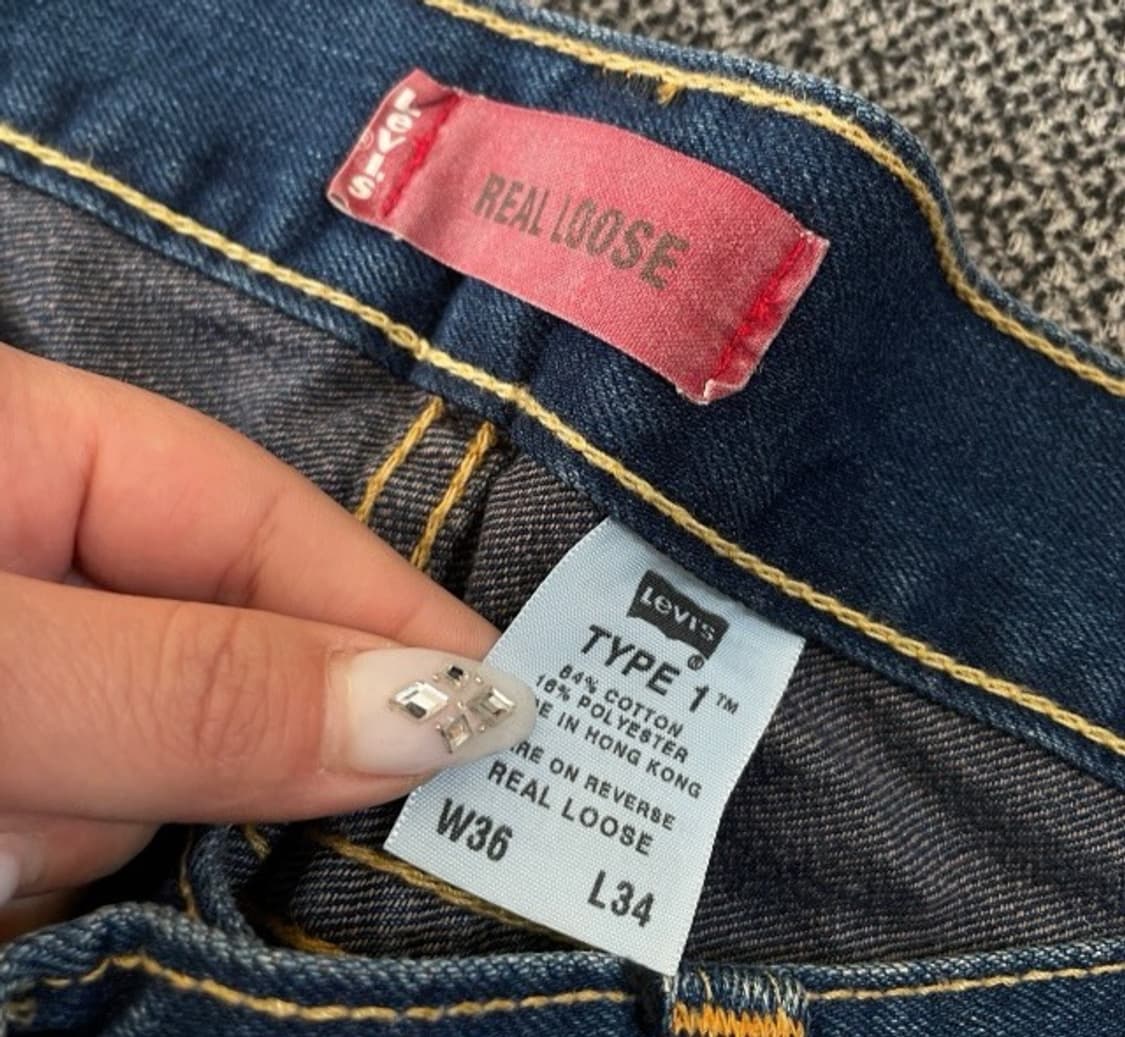 Levi's
REAL LOOSE
Levi's
TYPE 1™
84% COTTON
16% POLYESTER
IN HONG KONG
ON REVERSE
REAL LOOSE
W36
L34